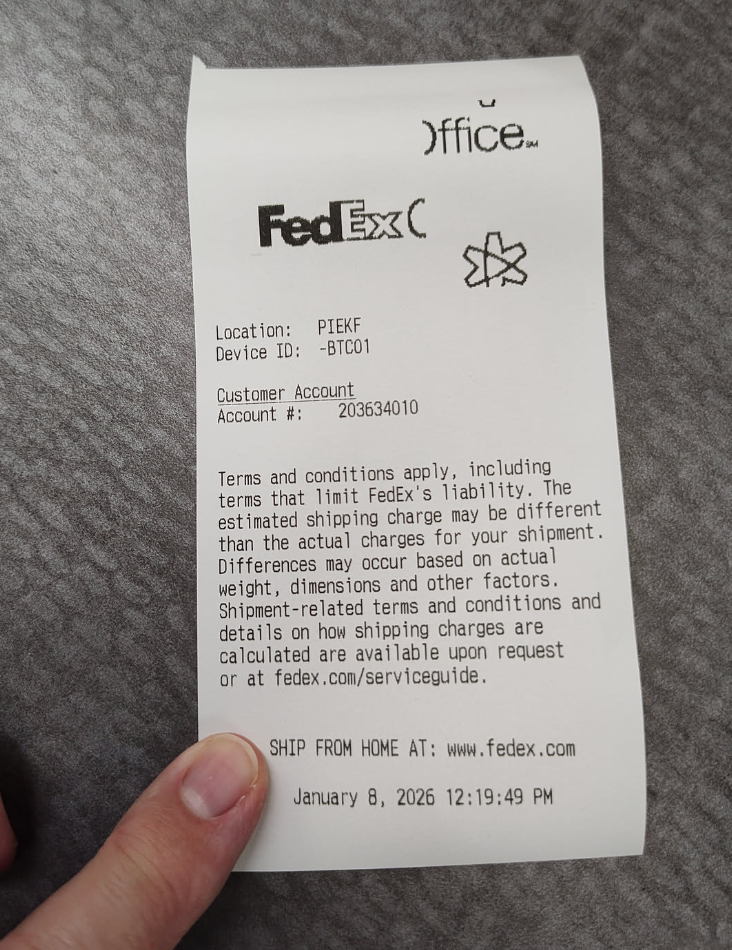 Office SM
FedEx
Location: PIEKF
Device ID: -BTC01
Customer Account
Account #: 203634010
Terms and conditions apply, including
terms that limit FedEx's liability. The
estimated shipping charge may be different
than the actual charges for your shipment.
Differences may occur based on actual
weight, dimensions and other factors.
Shipment-related terms and conditions and
details on how shipping charges are
calculated are available upon request
or at fedex.com/serviceguide.
SHIP FROM HOME AT: www.fedex.com
January 8, 2026 12:19:49 PM